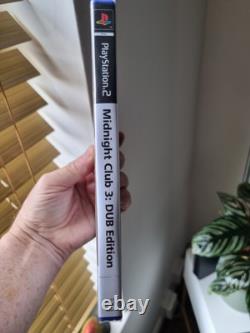 PlayStation.2
Midnight Club 3: DUB Edition